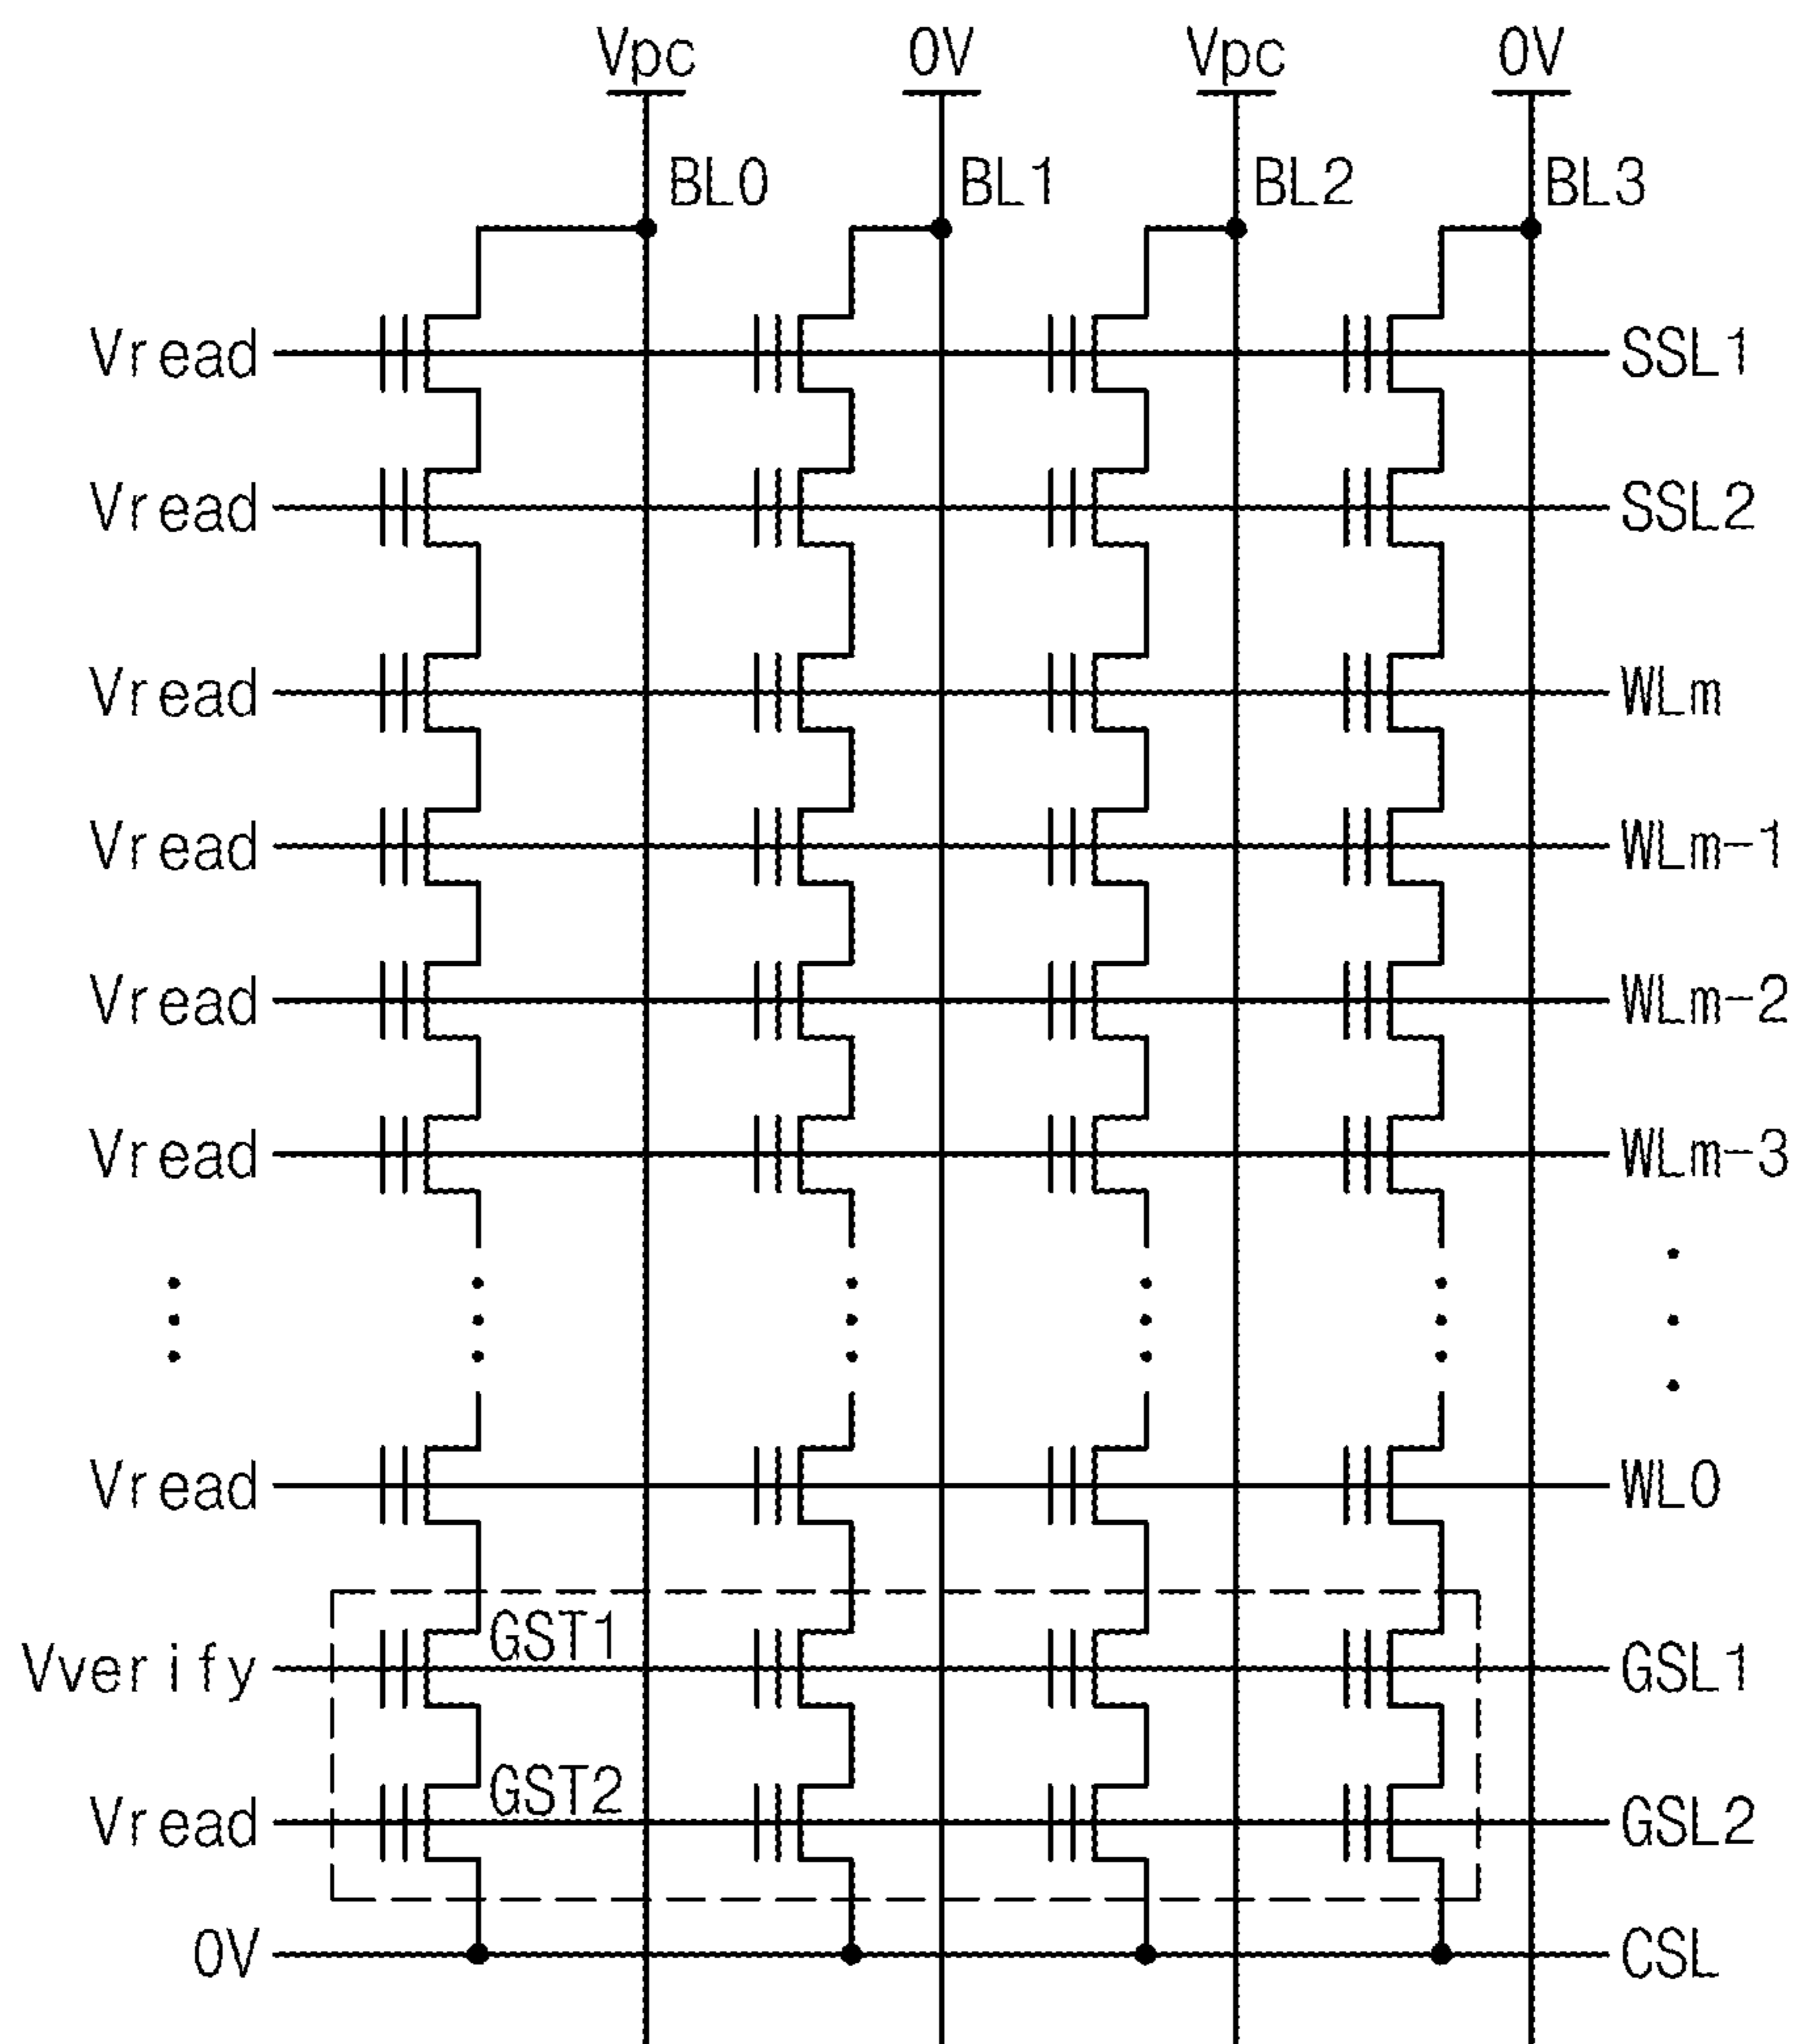 Vpc 0V Vpc 0V
BL0 BL1 BL2 BL3
Vread SSL1
Vread SSL2
Vread WLm
Vread WLm-1
Vread WLm-2
Vread WLm-3
Vread WL0
GST1
Vverify GSL1
GST2
Vread GSL2
0V CSL